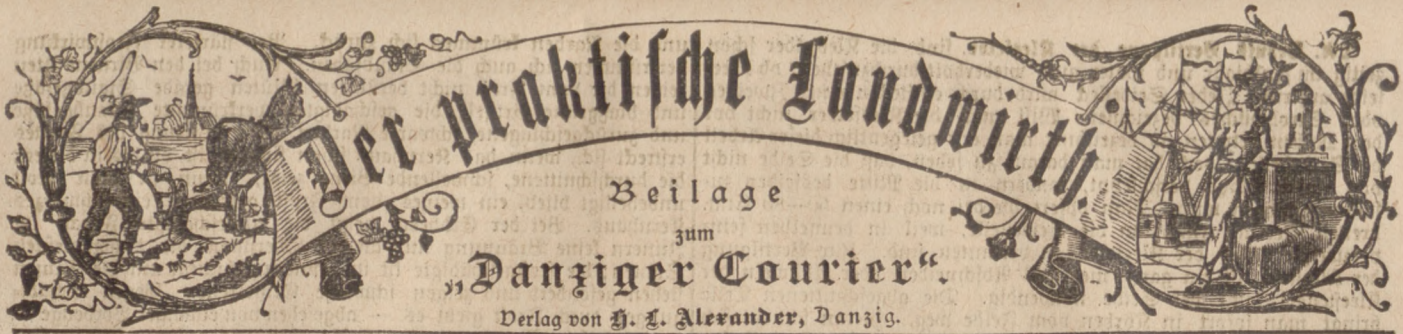 Der praktische Landwirth.
Beilage
zum
„Danziger Courier“.
Verlag von H. L. Alexander, Danzig.